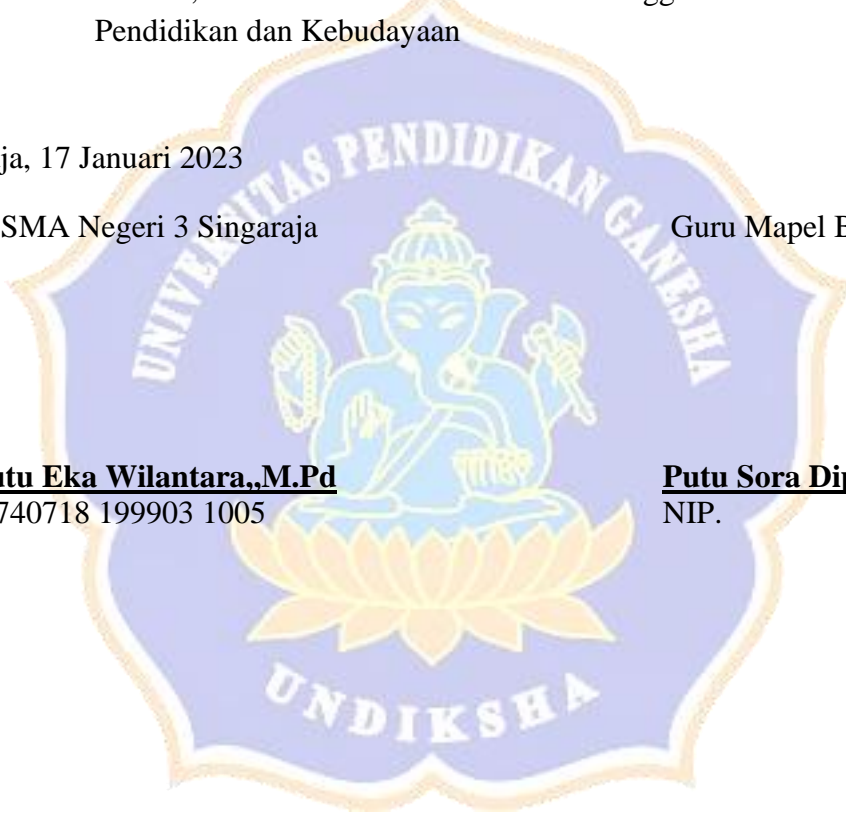 Pendidikan dan Kebudayaan
ja, 17 Januari 2023
SMA Negeri 3 Singaraja Guru Mapel B
utu Eka Wilantara,,M.Pd Putu Sora Dip
740718 199903 1005 NIP.
UNIVERSITAS PENDIDIKAN GANESHA
UNDIKSHA